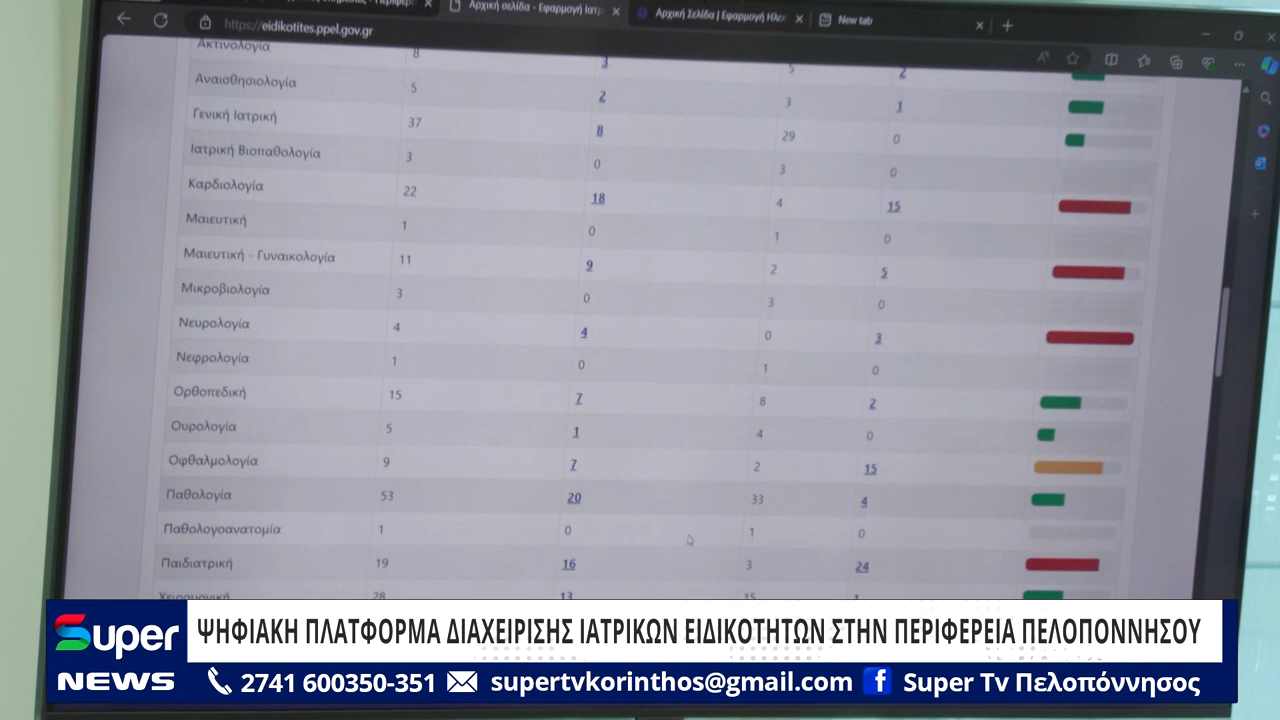 Αρχική σελίδα - Εφαρμογή Ιατρ
Αρχική Σελίδα | Εφαρμογή Ηλε
New tab
https://eidikotites.ppel.gov.gr
Ακτινολογία 8 3 5 2
Αναισθησιολογία 5 2 3 1
Γενική Ιατρική 37 8 29 0
Ιατρική Βιοπαθολογία 3 0 3 0
Καρδιολογία 22 18 4 15
Μαιευτική 1 0 1 0
Μαιευτική - Γυναικολογία 11 9 2 5
Μικροβιολογία 3 0 3 0
Νευρολογία 4 4 0 3
Νεφρολογία 1 0 1 0
Ορθοπεδική 15 7 8 2
Ουρολογία 5 1 4 0
Οφθαλμολογία 9 7 2 15
Παθολογία 53 20 33 4
Παθολογοανατομία 1 0 1 0
Παιδιατρική 19 16 3 24
28 13 15
Super NEWS
ΨΗΦΙΑΚΗ ΠΛΑΤΦΟΡΜΑ ΔΙΑΧΕΙΡΙΣΗΣ ΙΑΤΡΙΚΩΝ ΕΙΔΙΚΟΤΗΤΩΝ ΣΤΗΝ ΠΕΡΙΦΕΡΕΙΑ ΠΕΛΟΠΟΝΝΗΣΟΥ
2741 600350-351 supertvkorinthos@gmail.com f Super Tv Πελοπόννησος